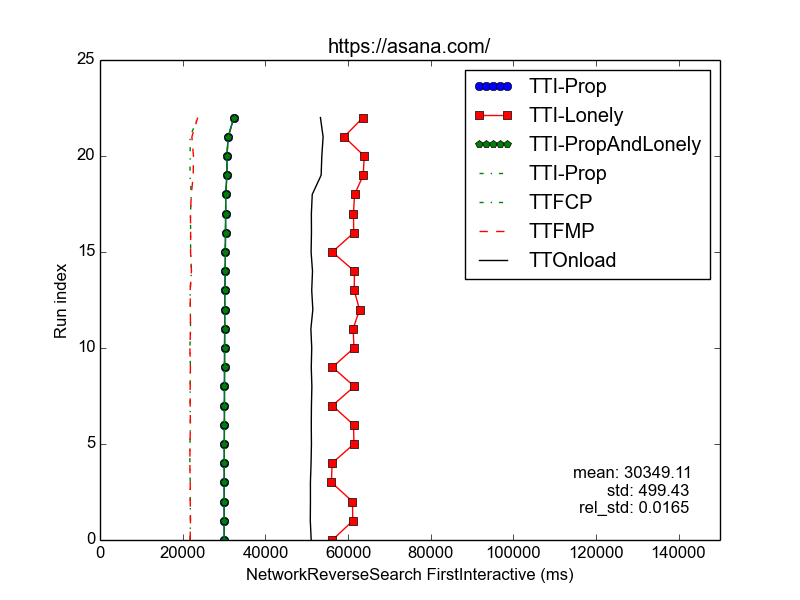 https://asana.com/
25
20
15
10
5
0
Run index
TTI-Prop
TTI-Lonely
TTI-PropAndLonely
TTI-Prop
TTFCP
TTFMP
TTOnload
mean: 30349.11
std: 499.43
rel_std: 0.0165
0 20000 40000 60000 80000 100000 120000 140000
NetworkReverseSearch FirstInteractive (ms)